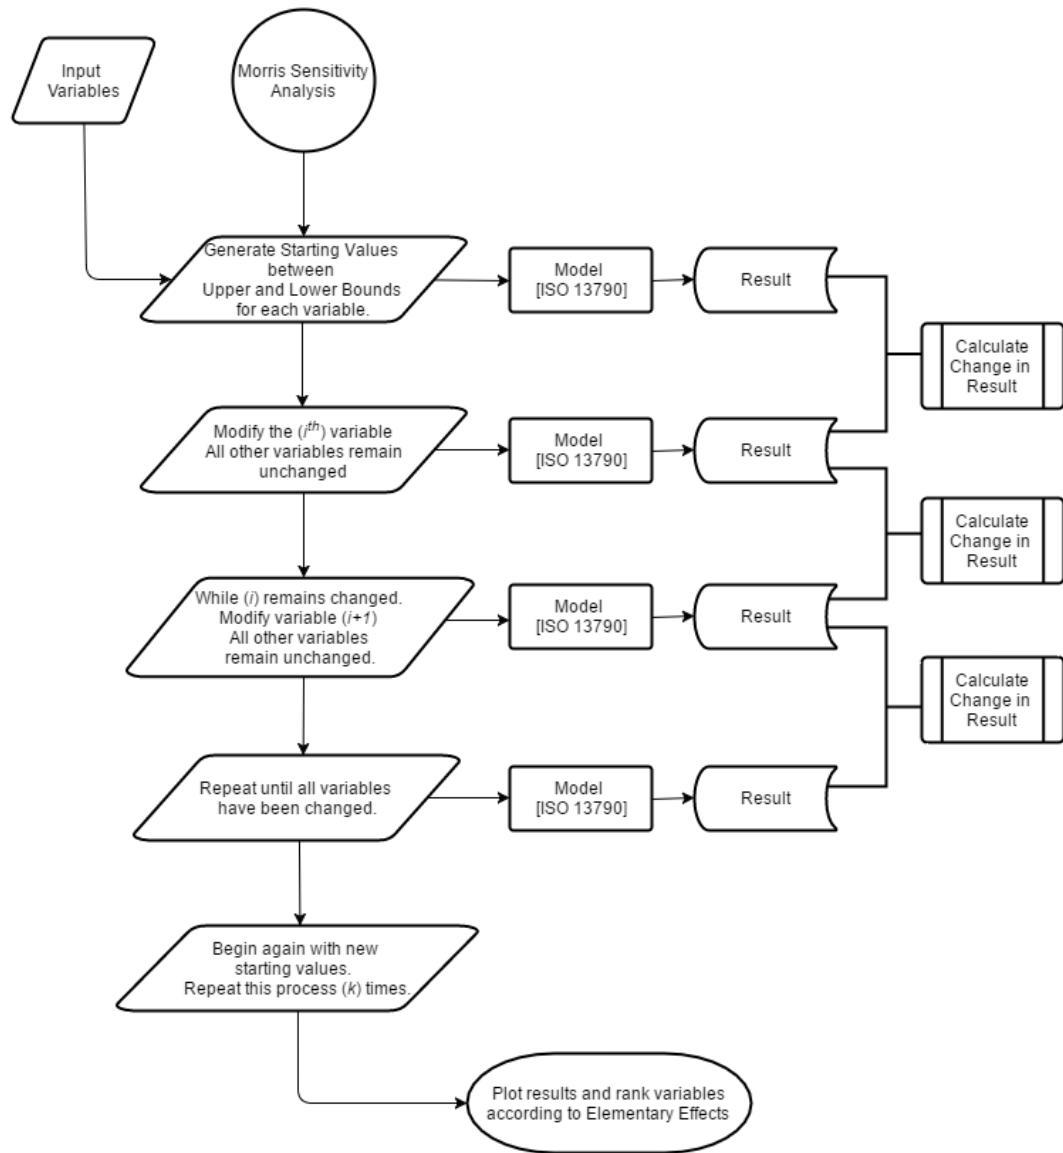 Input
Variables
Morris Sensitivity
Analysis
Generate Starting Values
between
Upper and Lower Bounds
for each variable.
Model
[ISO 13790]
Result
Calculate
Change in
Result
Modify the (i^th) variable
All other variables remain
unchanged
Model
[ISO 13790]
Result
Calculate
Change in
Result
While (i) remains changed.
Modify variable (i+1)
All other variables
remain unchanged.
Model
[ISO 13790]
Result
Calculate
Change in
Result
Repeat until all variables
have been changed.
Model
[ISO 13790]
Result
Begin again with new
starting values.
Repeat this process (k) times.
Plot results and rank variables
according to Elementary Effects